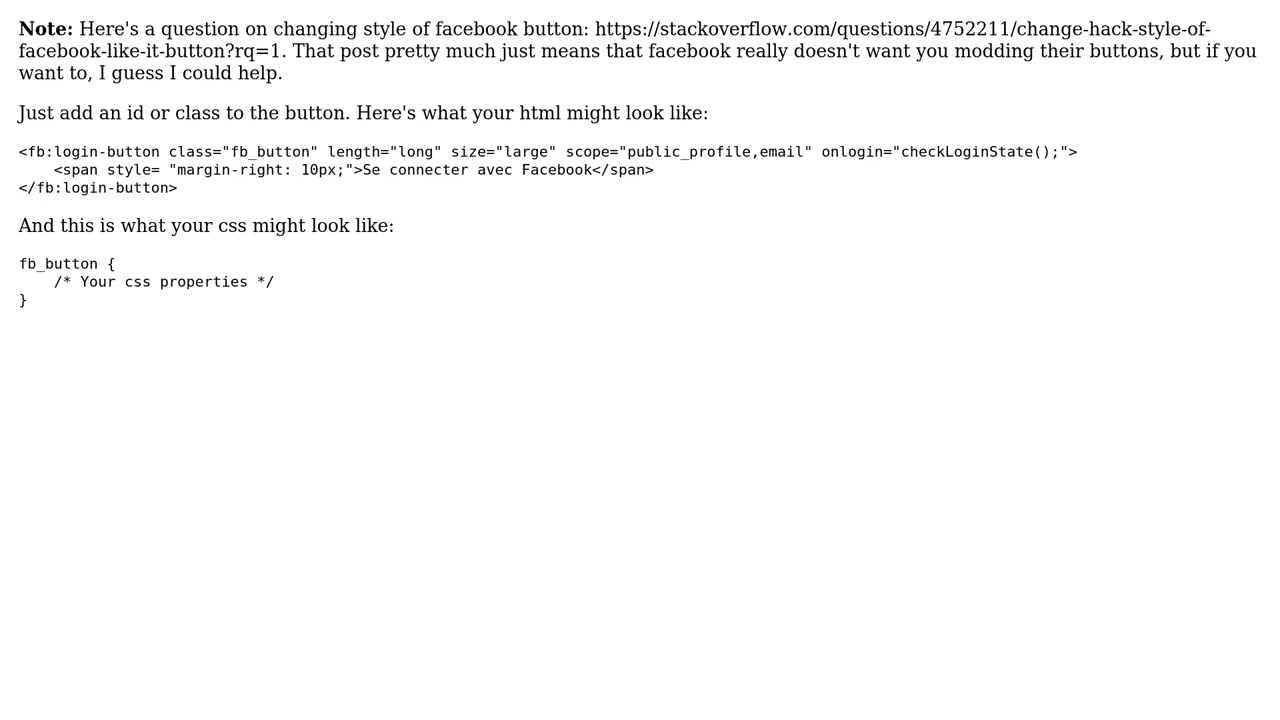 Note: Here's a question on changing style of facebook button: https://stackoverflow.com/questions/4752211/change-hack-style-of-
facebook-like-it-button?rq=1. That post pretty much just means that facebook really doesn't want you modding their buttons, but if you
want to, I guess I could help.
Just add an id or class to the button. Here's what your html might look like:
<fb:login-button class="fb_button" length="long" size="large" scope="public_profile,email" onlogin="checkLoginState();">
    <span style= "margin-right: 10px;">Se connecter avec Facebook</span>
</fb:login-button>
And this is what your css might look like:
fb_button {
    /* Your css properties */
}